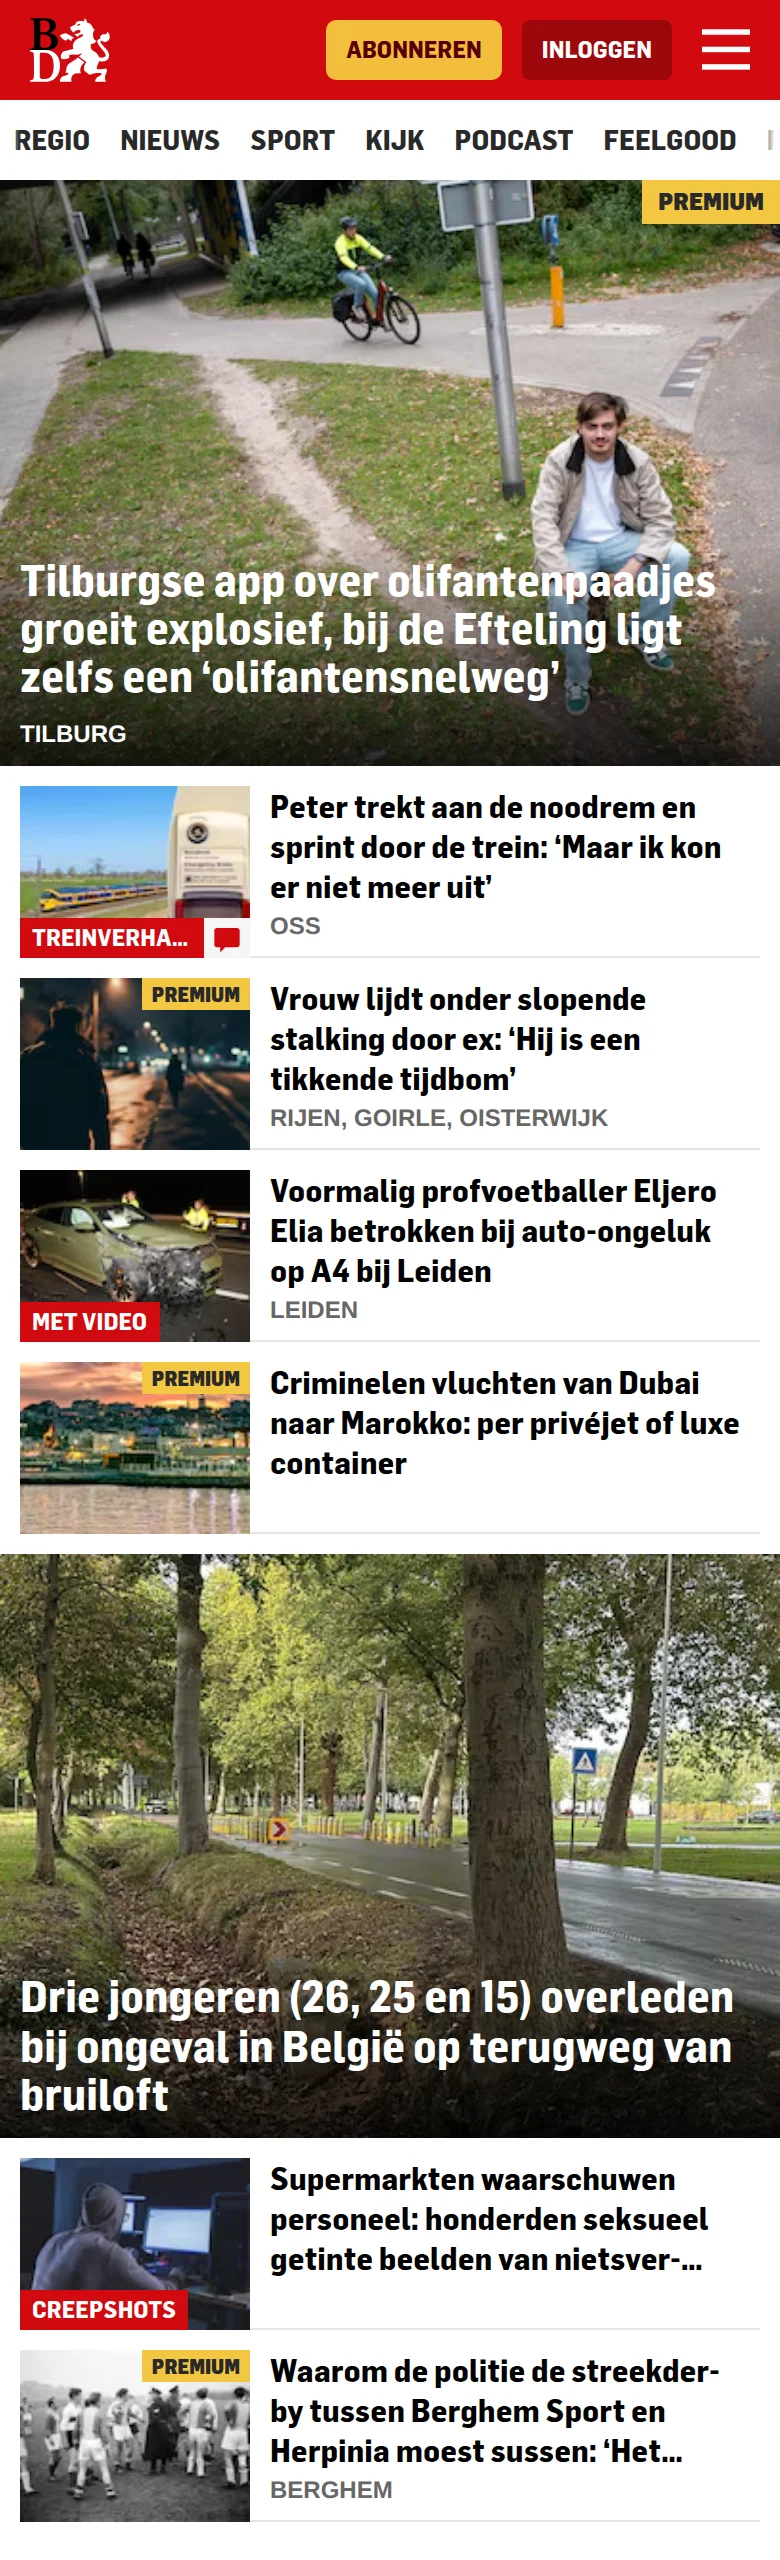 BD
ABONNEREN
INLOGGEN
REGIO NIEUWS SPORT KIJK PODCAST FEELGOOD
PREMIUM
Tilburgse app over olifantenpaadjes
groeit explosief, bij de Efteling ligt
zelfs een ‘olifantensnelweg’
TILBURG
Peter trekt aan de noodrem en
sprint door de trein: ‘Maar ik kon
er niet meer uit’
OSS
TREINVERHA...
PREMIUM
Vrouw lijdt onder slopende
stalking door ex: ‘Hij is een
tikkende tijdbom’
RIJEN, GOIRLE, OISTERWIJK
Voormalig profvoetballer Eljero
Elia betrokken bij auto-ongeluk
op A4 bij Leiden
LEIDEN
MET VIDEO
PREMIUM
Criminelen vluchten van Dubai
naar Marokko: per privéjet of luxe
container
Drie jongeren (26, 25 en 15) overleden
bij ongeval in België op terugweg van
bruiloft
Supermarkten waarschuwen
personeel: honderden seksueel
getinte beelden van nietsver-...
CREEPSHOTS
PREMIUM
Waarom de politie de streekder-
by tussen Berghem Sport en
Herpinia moest sussen: ‘Het...
BERGHEM